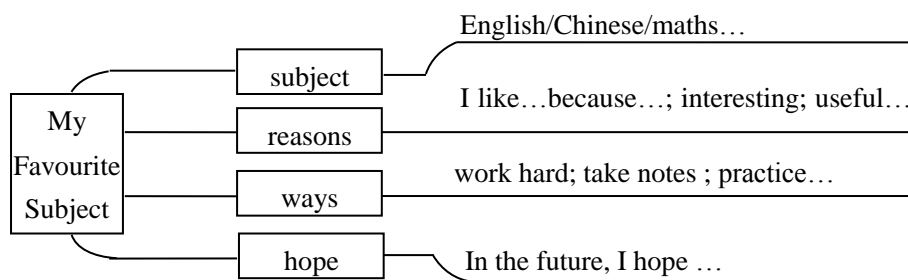 English/Chinese/maths…
subject
I like…because…; interesting; useful…
My
Favourite
Subject
reasons
work hard; take notes ; practice…
ways
hope
In the future, I hope …